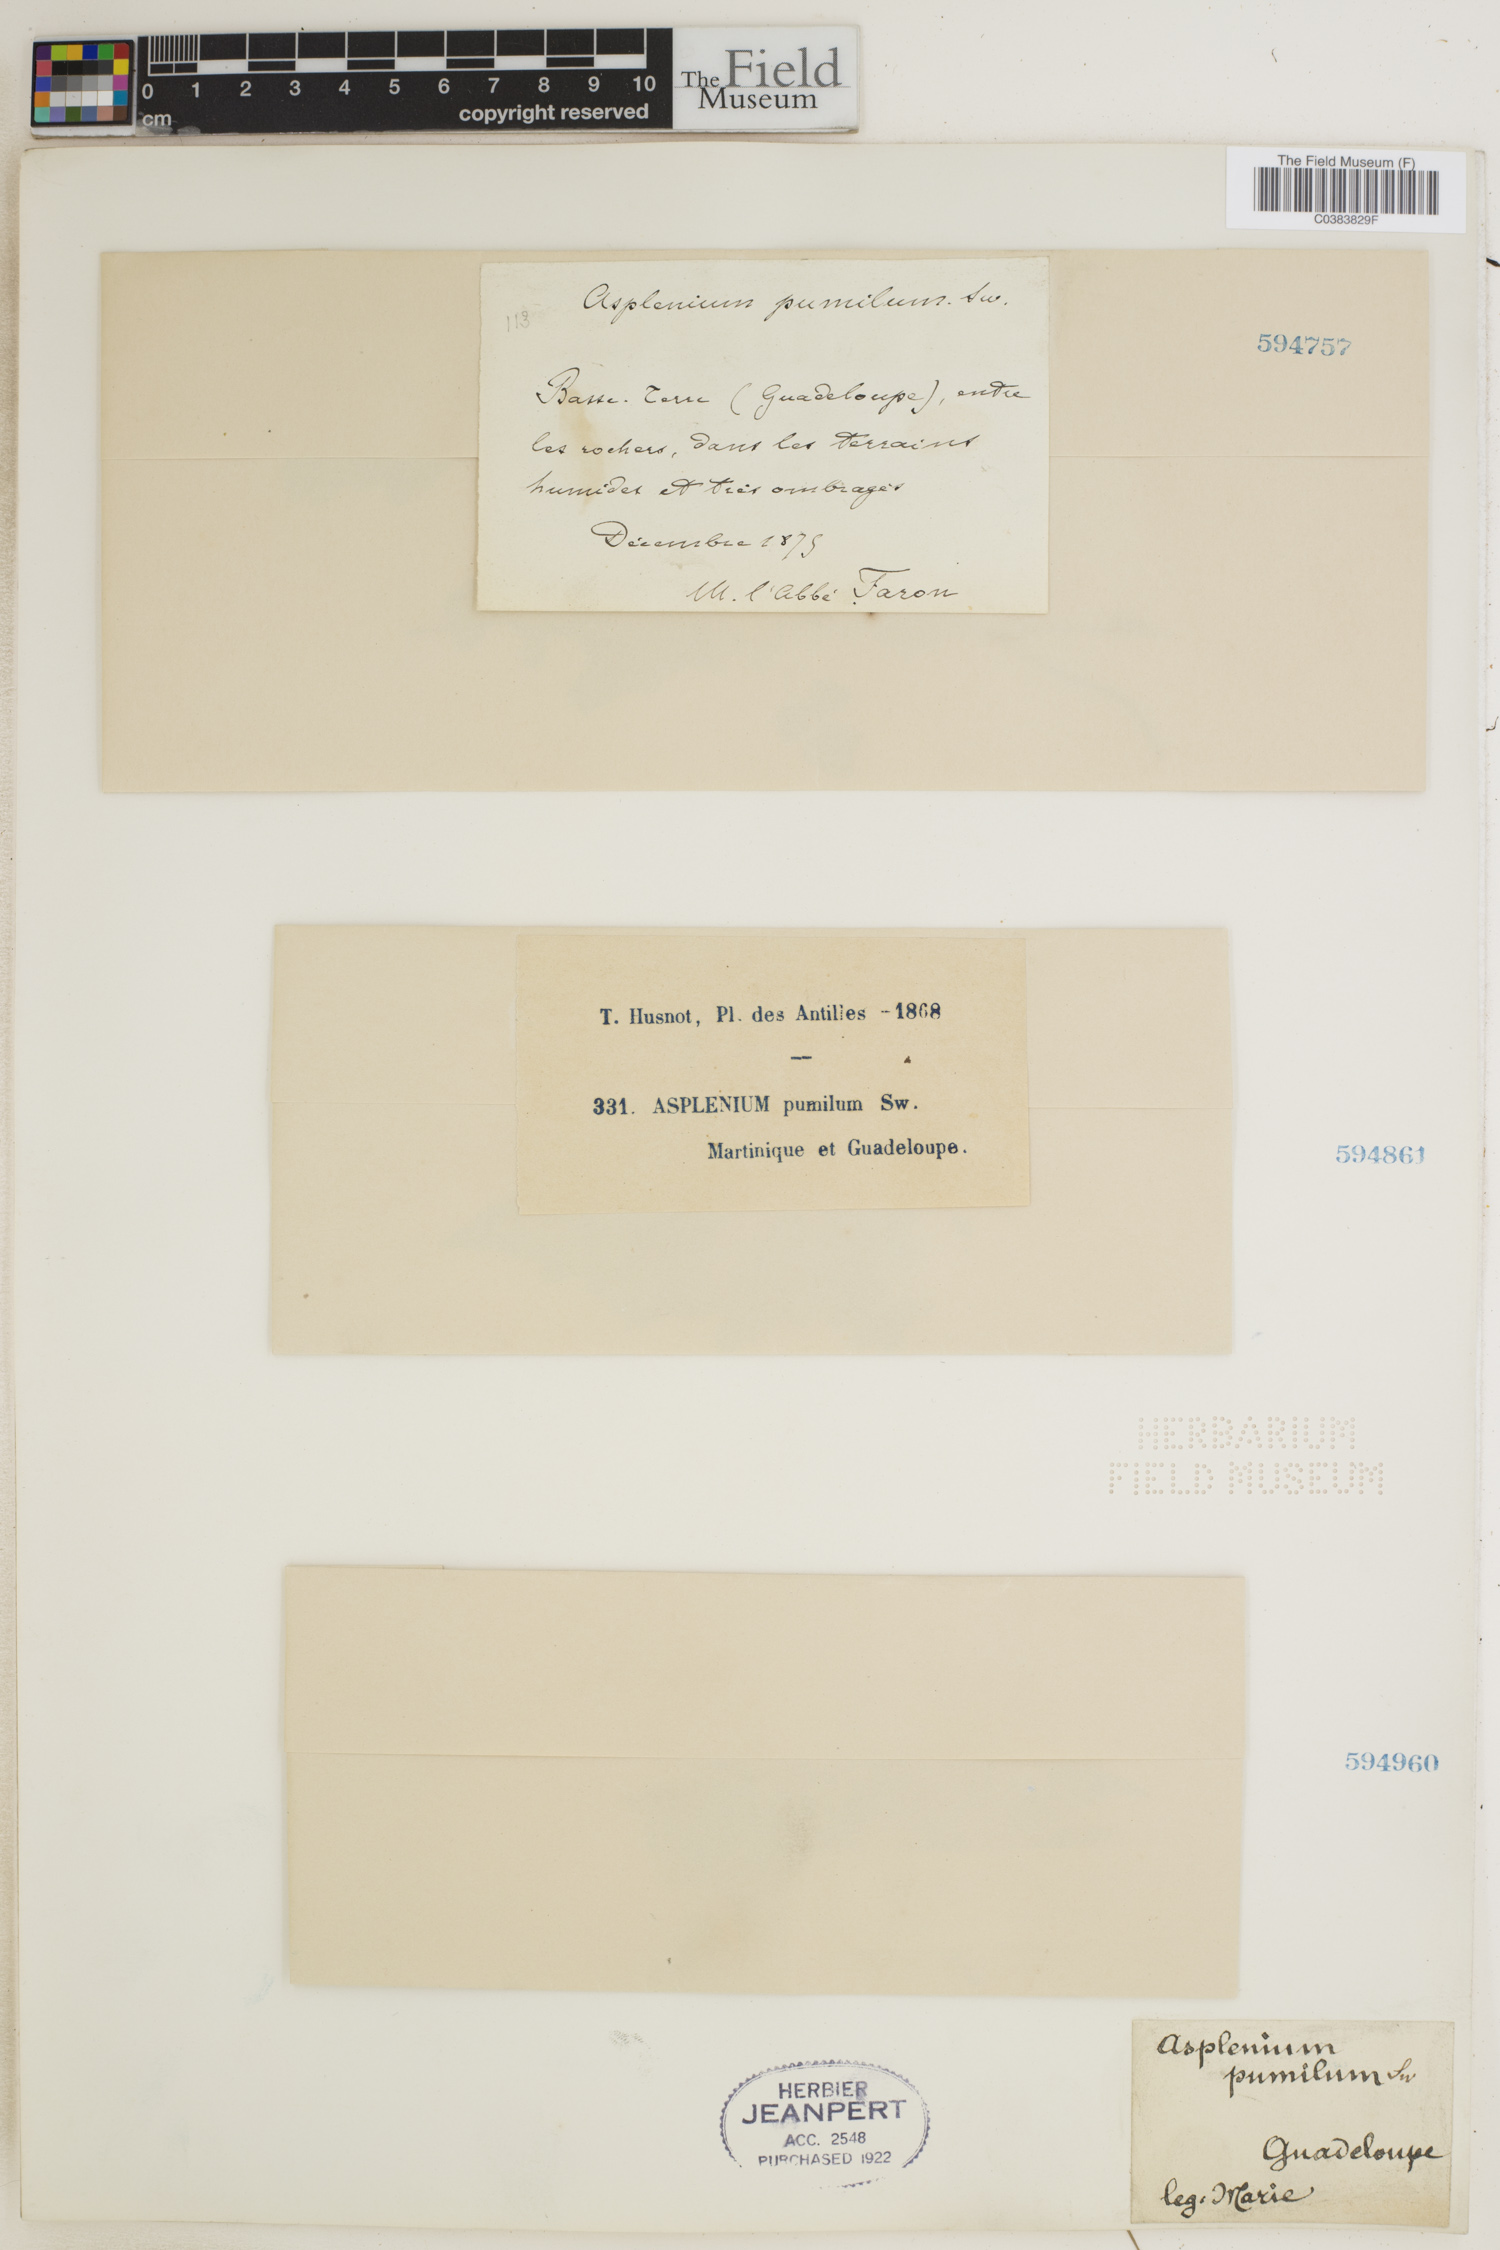 0 1 2 3 4 5 6 7 8 9 10
cm
copyright reserved
The Field
Museum
The Field Museum (F)
C0383829F
Asplenium pumilum. Sw.
113
594757
Basse-Terre (Guadeloupe), entre
les rochers, dans les terrains
humides et très ombragés
Décembre 1875
M. l'abbé Faron
T. Husnot, Pl. des Antilles - 1868
331. ASPLENIUM pumilum Sw.
Martinique et Guadeloupe.
594861
HERBARIUM
FIELD MUSEUM
594960
HERBIER
JEANPERT
ACC. 2548
PURCHASED 1922
Asplenium
pumilum Sw
Guadeloupe
leg. Marie